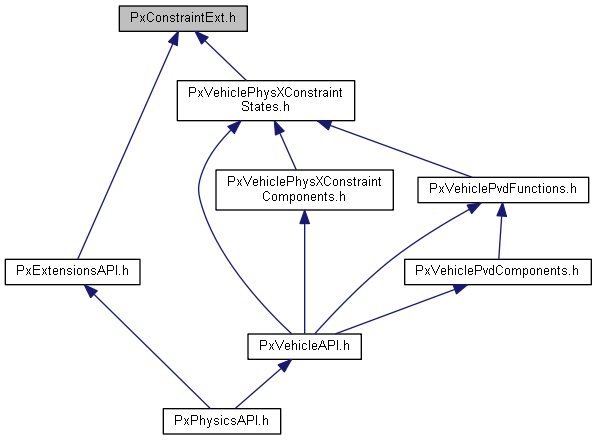 PxConstraintExt.h
PxVehiclePhysXConstraint
States.h
PxVehiclePhysXConstraint
Components.h
PxVehiclePvdFunctions.h
PxExtensionsAPI.h
PxVehiclePvdComponents.h
PxVehicleAPI.h
PxPhysicsAPI.h